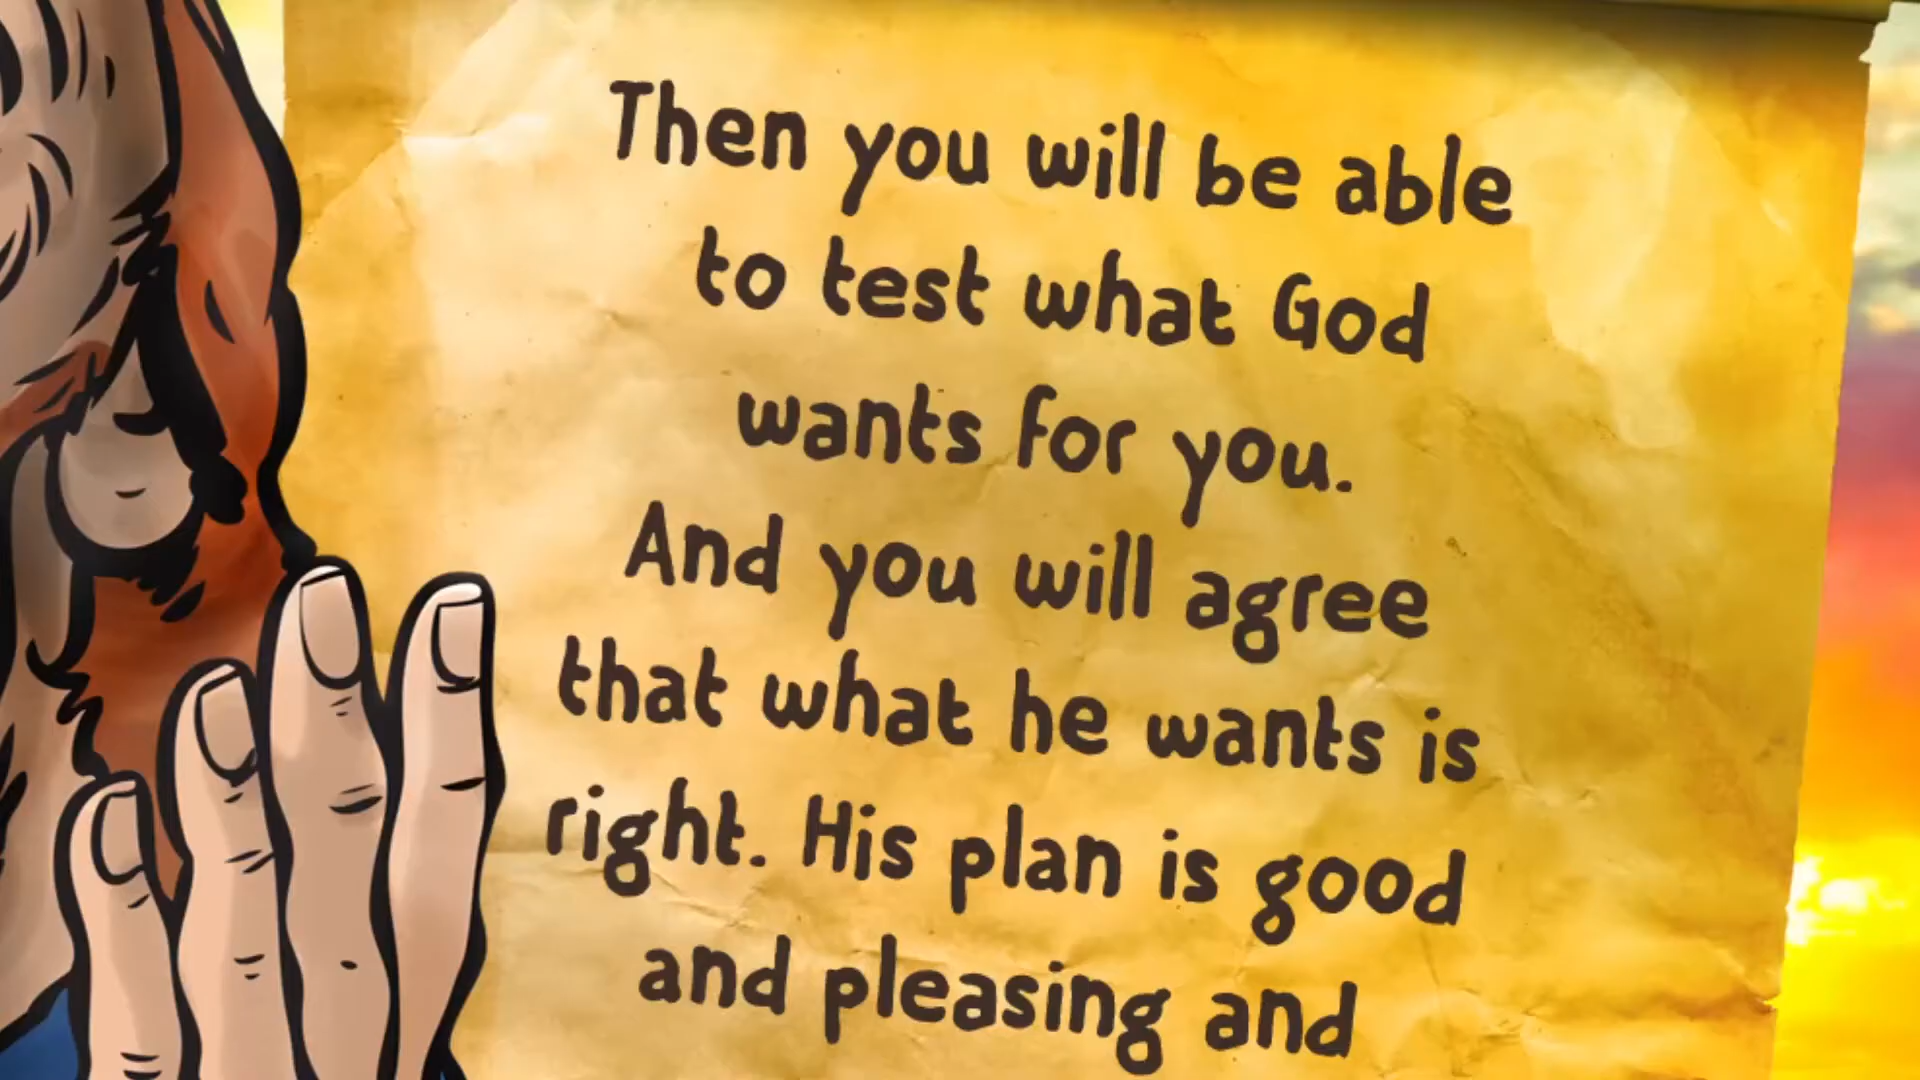 Then you will be able
to test what God
wants for you.
And you will agree
that what he wants is
right. His plan is good
and pleasing and